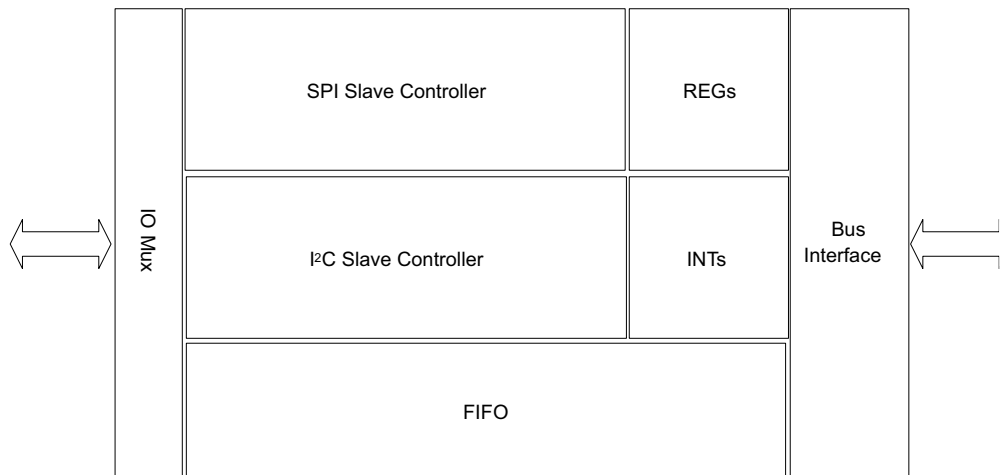 SPI Slave Controller
REGs
IO Mux
I²C Slave Controller
INTs
Bus
Interface
FIFO